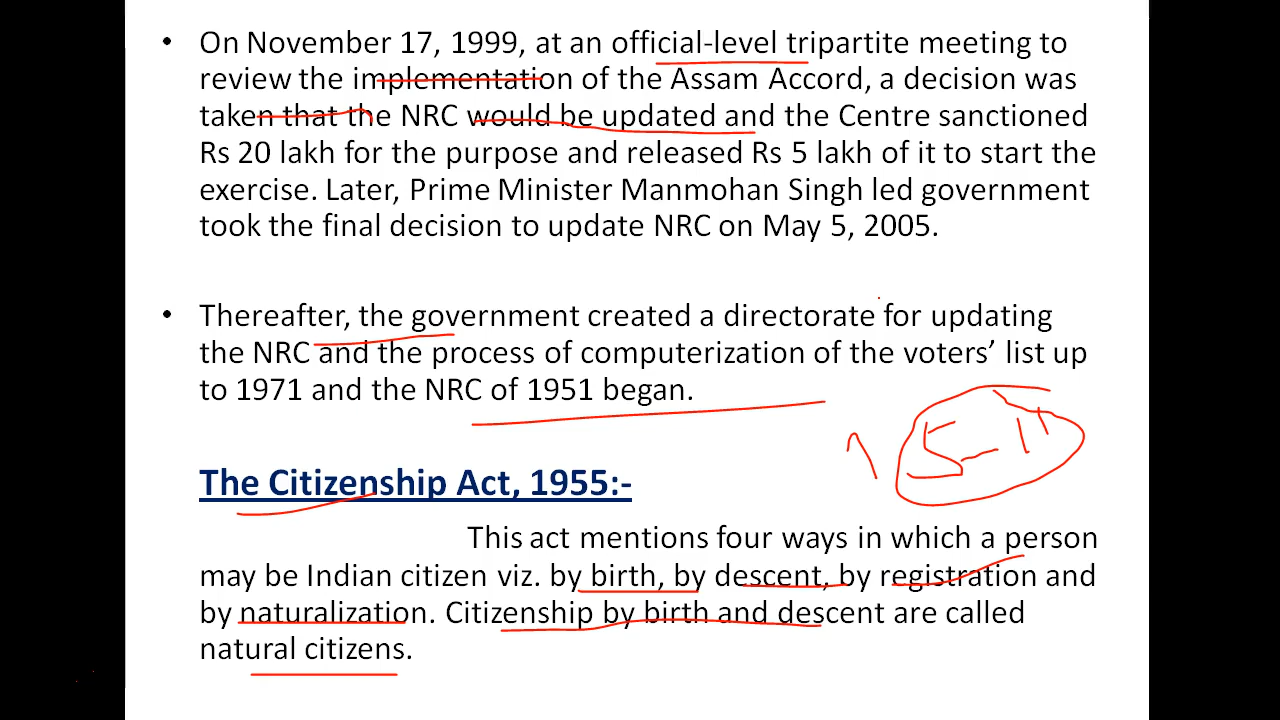 • On November 17, 1999, at an official-level tripartite meeting to
review the implementation of the Assam Accord, a decision was
taken that the NRC would be updated and the Centre sanctioned
Rs 20 lakh for the purpose and released Rs 5 lakh of it to start the
exercise. Later, Prime Minister Manmohan Singh led government
took the final decision to update NRC on May 5, 2005.
• Thereafter, the government created a directorate for updating
the NRC and the process of computerization of the voters’ list up
to 1971 and the NRC of 1951 began.
5-11
The Citizenship Act, 1955:-
This act mentions four ways in which a person
may be Indian citizen viz. by birth, by descent, by registration and
by naturalization. Citizenship by birth and descent are called
natural citizens.